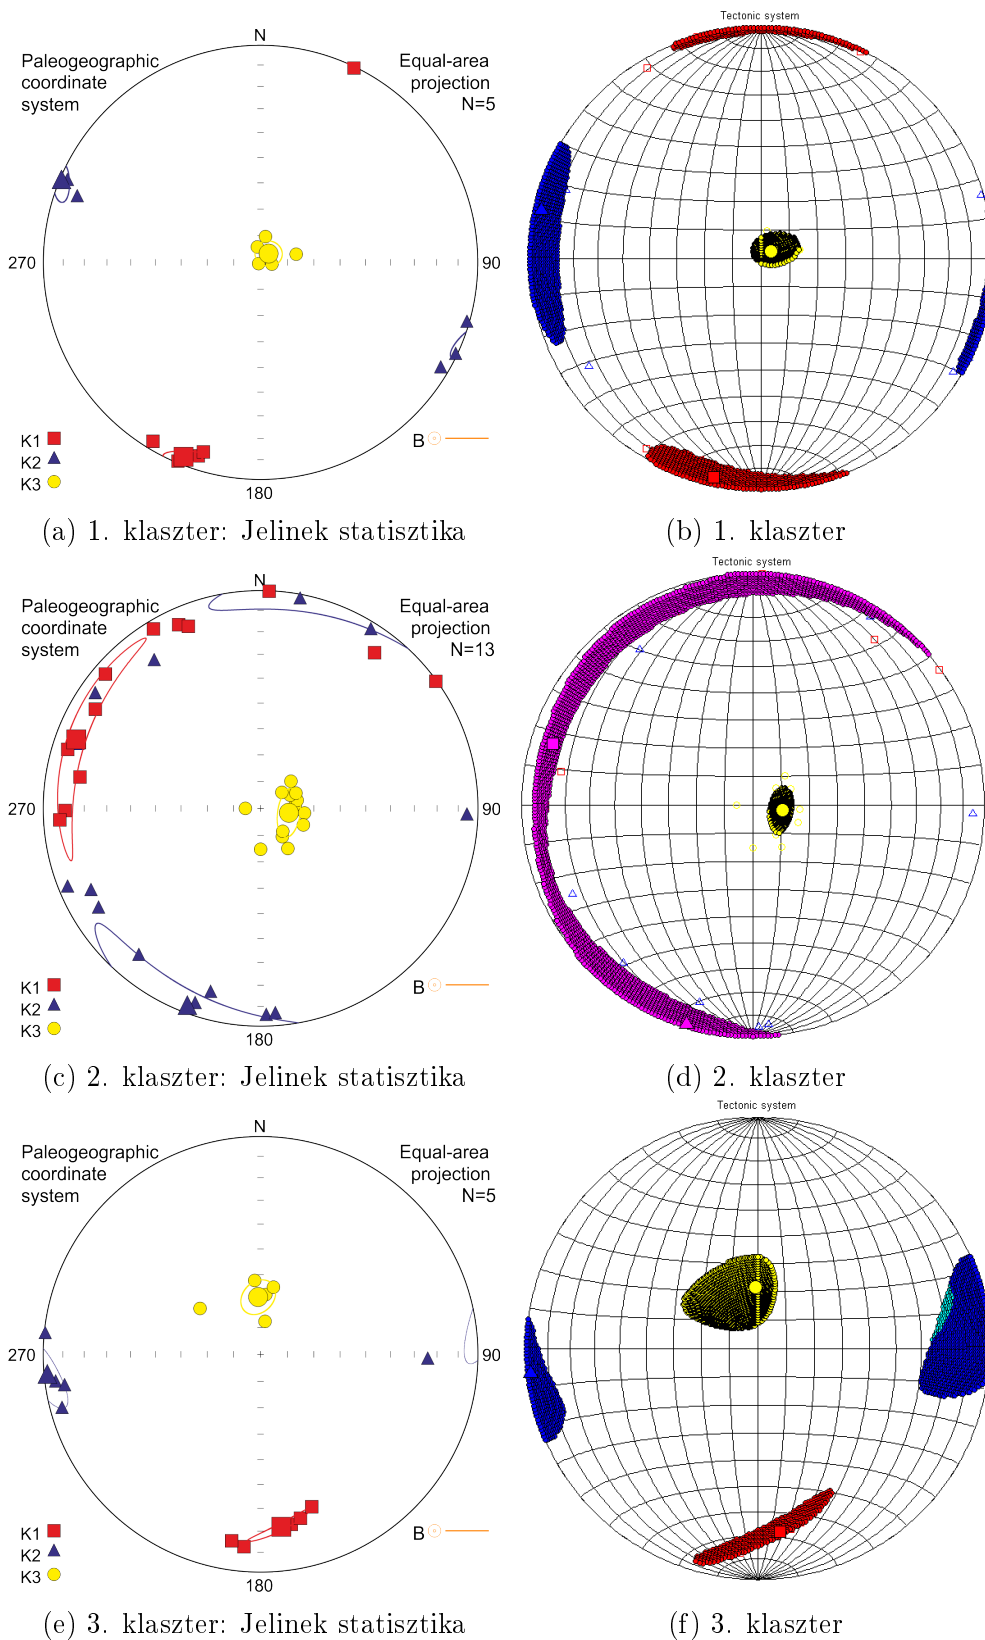 N
Paleogeographic
coordinate
system
Equal-area
projection
N=5
270
90
K1
K2
K3
B
180
(a) 1. klaszter: Jelinek statisztika
Tectonic system
(b) 1. klaszter
N
Paleogeographic
coordinate
system
Equal-area
projection
N=13
270
90
K1
K2
K3
B
180
(c) 2. klaszter: Jelinek statisztika
Tectonic system
(d) 2. klaszter
N
Paleogeographic
coordinate
system
Equal-area
projection
N=5
270
90
K1
K2
K3
B
180
(e) 3. klaszter: Jelinek statisztika
Tectonic system
(f) 3. klaszter